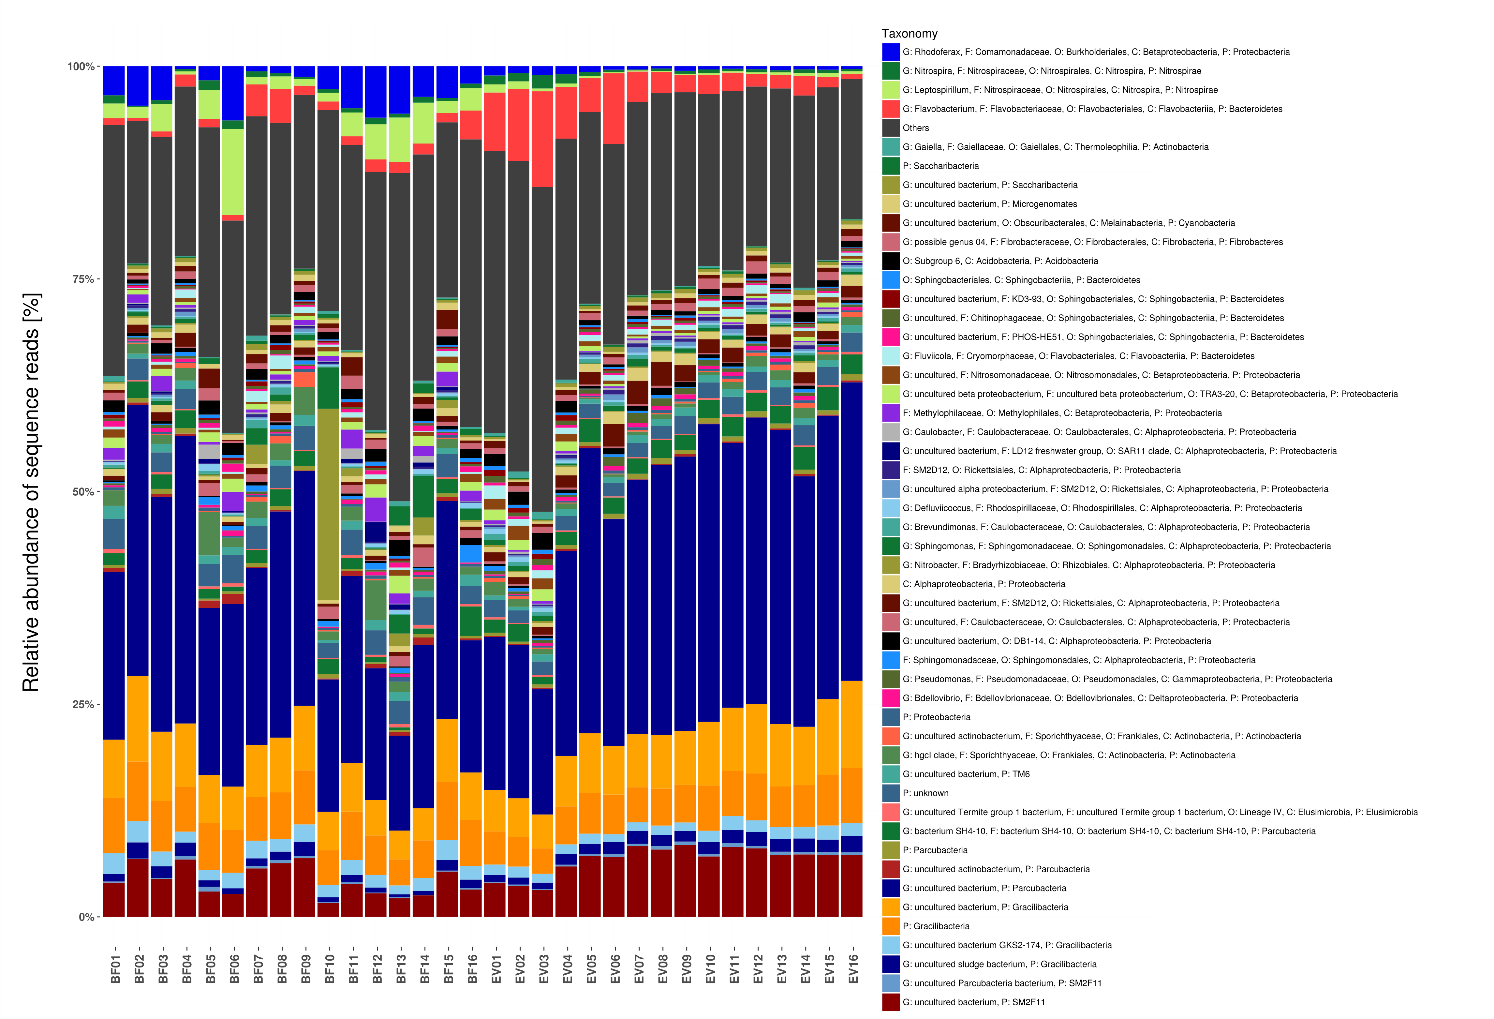 Taxonomy
G: Rhodoferax, F: Comamonadaceae, O: Burkholderiales, C: Betaproteobacteria, P: Proteobacteria
G: Nitrospira, F: Nitrospiraceae, O: Nitrospirales, C: Nitrospira, P: Nitrospirae
G: Leptospirillum, F: Nitrospiraceae, O: Nitrospirales, C: Nitrospira, P: Nitrospirae
G: Flavobacterium, F: Flavobacteriaceae, O: Flavobacteriales, C: Flavobacteriia, P: Bacteroidetes
Others
G: Gaiella, F: Gaiellaceae, O: Gaiellales, C: Thermoleophilia, P: Actinobacteria
P: Saccharibacteria
G: uncultured bacterium, P: Saccharibacteria
G: uncultured bacterium, P: Microgenomates
G: uncultured bacterium, O: Obscuribacterales, C: Melainabacteria, P: Cyanobacteria
G: possible genus 04, F: Fibrobacteraceae, O: Fibrobacterales, C: Fibrobacteria, P: Fibrobacteres
O: Subgroup 6, C: Acidobacteria, P: Acidobacteria
O: Sphingobacteriales, C: Sphingobacteriia, P: Bacteroidetes
G: uncultured bacterium, F: KD3-93, O: Sphingobacteriales, C: Sphingobacteriia, P: Bacteroidetes
G: uncultured, F: Chitinophagaceae, O: Sphingobacteriales, C: Sphingobacteriia, P: Bacteroidetes
G: uncultured bacterium, F: PHOS-HE51, O: Sphingobacteriales, C: Sphingobacteriia, P: Bacteroidetes
G: Fluviicola, F: Cryomorphaceae, O: Flavobacteriales, C: Flavobacteriia, P: Bacteroidetes
G: uncultured, F: Nitrosomonadaceae, O: Nitrosomonadales, C: Betaproteobacteria, P: Proteobacteria
G: uncultured beta proteobacterium, F: uncultured beta proteobacterium, O: TRA3-20, C: Betaproteobacteria, P: Proteobacteria
F: Methylophilaceae, O: Methylophilales, C: Betaproteobacteria, P: Proteobacteria
G: Caulobacter, F: Caulobacteraceae, O: Caulobacterales, C: Alphaproteobacteria, P: Proteobacteria
G: uncultured bacterium, F: LD12 freshwater group, O: SAR11 clade, C: Alphaproteobacteria, P: Proteobacteria
F: SM2D12, O: Rickettsiales, C: Alphaproteobacteria, P: Proteobacteria
G: uncultured alpha proteobacterium, F: SM2D12, O: Rickettsiales, C: Alphaproteobacteria, P: Proteobacteria
G: Defluviicoccus, F: Rhodospirillaceae, O: Rhodospirillales, C: Alphaproteobacteria, P: Proteobacteria
G: Brevundimonas, F: Caulobacteraceae, O: Caulobacterales, C: Alphaproteobacteria, P: Proteobacteria
G: Sphingomonas, F: Sphingomonadaceae, O: Sphingomonadales, C: Alphaproteobacteria, P: Proteobacteria
G: Nitrobacter, F: Bradyrhizobiaceae, O: Rhizobiales, C: Alphaproteobacteria, P: Proteobacteria
C: Alphaproteobacteria, P: Proteobacteria
G: uncultured bacterium, F: SM2D12, O: Rickettsiales, C: Alphaproteobacteria, P: Proteobacteria
G: uncultured, F: Caulobacteraceae, O: Caulobacterales, C: Alphaproteobacteria, P: Proteobacteria
G: uncultured bacterium, O: DB1-14, C: Alphaproteobacteria, P: Proteobacteria
F: Sphingomonadaceae, O: Sphingomonadales, C: Alphaproteobacteria, P: Proteobacteria
G: Pseudomonas, F: Pseudomonadaceae, O: Pseudomonadales, C: Gammaproteobacteria, P: Proteobacteria
G: Bdellovibrio, F: Bdellovibrionaceae, O: Bdellovibrionales, C: Deltaproteobacteria, P: Proteobacteria
P: Proteobacteria
G: uncultured actinobacterium, F: Sporichthyaceae, O: Frankiales, C: Actinobacteria, P: Actinobacteria
G: hgcI clade, F: Sporichthyaceae, O: Frankiales, C: Actinobacteria, P: Actinobacteria
G: uncultured bacterium, P: TM6
P: unknown
G: uncultured Termite group 1 bacterium, F: uncultured Termite group 1 bacterium, O: Lineage IV, C: Elusimicrobia, P: Elusimicrobia
G: bacterium SH4-10, F: bacterium SH4-10, O: bacterium SH4-10, C: bacterium SH4-10, P: Parcubacteria
P: Parcubacteria
G: uncultured actinobacterium, P: Parcubacteria
G: uncultured bacterium, P: Parcubacteria
G: uncultured bacterium, P: Gracilibacteria
P: Gracilibacteria
G: uncultured bacterium GKS2-174, P: Gracilibacteria
G: uncultured sludge bacterium, P: Gracilibacteria
G: uncultured Parcubacteria bacterium, P: SM2F11
G: uncultured bacterium, P: SM2F11
Relative abundance of sequence reads [%]
100%
75%
50%
25%
0%
BF01
BF02
BF03
BF04
BF05
BF06
BF07
BF08
BF09
BF10
BF11
BF12
BF13
BF14
BF15
BF16
EV01
EV02
EV03
EV04
EV05
EV06
EV07
EV08
EV09
EV10
EV11
EV12
EV13
EV14
EV15
EV16